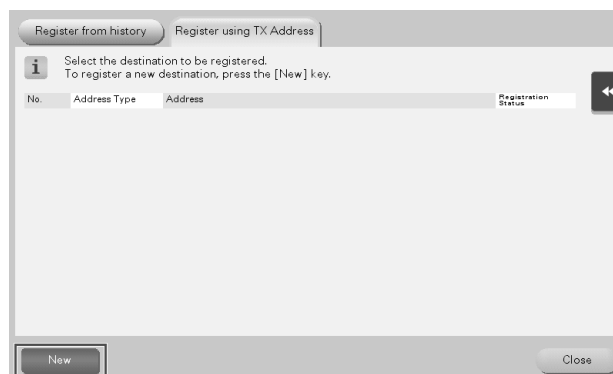 Register from history
Register using TX Address
i
Select the destination to be registered.
To register a new destination, press the [New] key.
No.
Address Type
Address
Registration
Status
New
Close